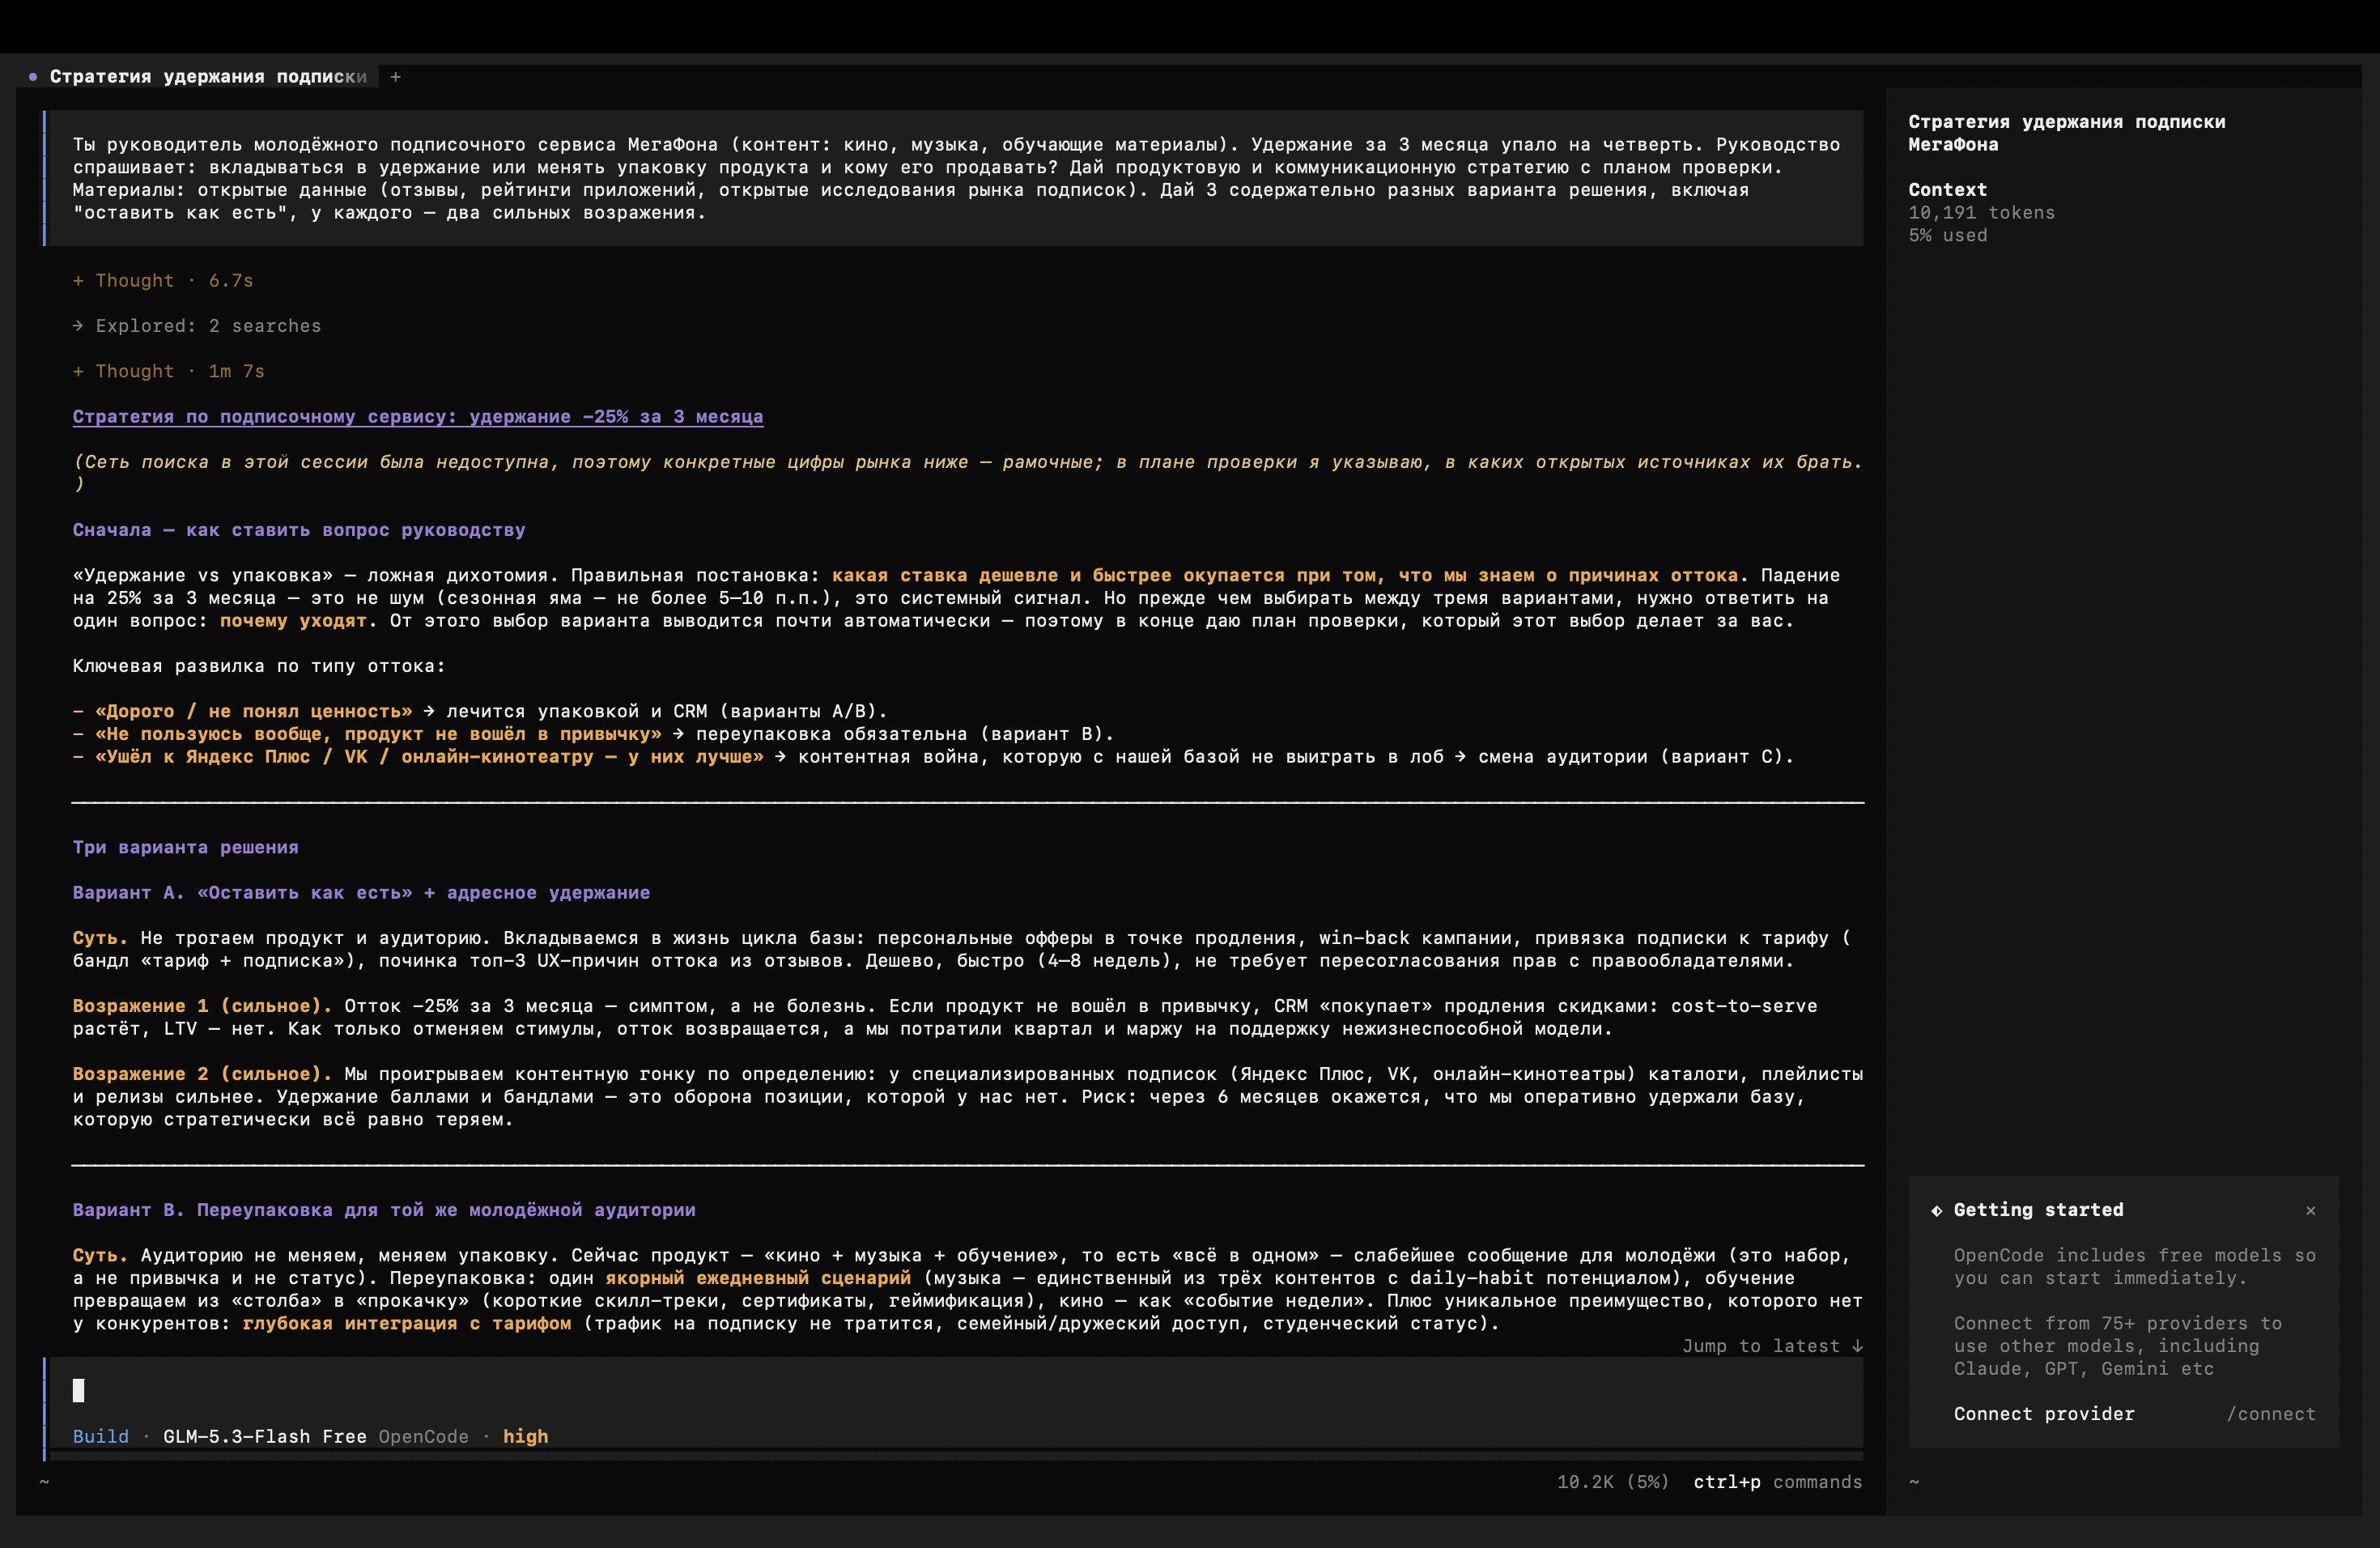 Стратегия удержания подписки +
Ты руководитель молодёжного подписочного сервиса МегаФона (контент: кино, музыка, обучающие материалы). Удержание за 3 месяца упало на четверть. Руководство
спрашивает: вкладываться в удержание или менять упаковку продукта и кому его продавать? Дай продуктовую и коммуникационную стратегию с планом проверки.
Материалы: открытые данные (отзывы, рейтинги приложений, открытые исследования рынка подписок). Дай 3 содержательно разных варианта решения, включая
"оставить как есть", у каждого — два сильных возражения.
+ Thought · 6.7s
→ Explored: 2 searches
+ Thought · 1m 7s
Стратегия по подписочному сервису: удержание −25% за 3 месяца
(Сеть поиска в этой сессии была недоступна, поэтому конкретные цифры рынка ниже — рамочные; в плане проверки я указываю, в каких открытых источниках их брать.
)
Сначала — как ставить вопрос руководству
«Удержание vs упаковка» — ложная дихотомия. Правильная постановка: какая ставка дешевле и быстрее окупается при том, что мы знаем о причинах оттока. Падение
на 25% за 3 месяца — это не шум (сезонная яма — не более 5–10 п.п.), это системный сигнал. Но прежде чем выбирать между тремя вариантами, нужно ответить на
один вопрос: почему уходят. От этого выбор варианта выводится почти автоматически — поэтому в конце даю план проверки, который этот выбор делает за вас.
Ключевая развилка по типу оттока:
- «Дорого / не понял ценность» → лечится упаковкой и CRM (варианты A/B).
- «Не пользуюсь вообще, продукт не вошёл в привычку» → переупаковка обязательна (вариант B).
- «Ушёл к Яндекс Плюс / VK / онлайн-кинотеатру — у них лучше» → контентная война, которую с нашей базой не выиграть в лоб → смена аудитории (вариант C).
Три варианта решения
Вариант A. «Оставить как есть» + адресное удержание
Суть. Не трогаем продукт и аудиторию. Вкладываемся в жизнь цикла базы: персональные офферы в точке продления, win-back кампании, привязка подписки к тарифу (
бандл «тариф + подписка»), починка топ-3 UX-причин оттока из отзывов. Дешево, быстро (4–8 недель), не требует пересогласования прав с правообладателями.
Возражение 1 (сильное). Отток −25% за 3 месяца — симптом, а не болезнь. Если продукт не вошёл в привычку, CRM «покупает» продления скидками: cost-to-serve
растёт, LTV — нет. Как только отменяем стимулы, отток возвращается, а мы потратили квартал и маржу на поддержку нежизнеспособной модели.
Возражение 2 (сильное). Мы проигрываем контентную гонку по определению: у специализированных подписок (Яндекс Плюс, VK, онлайн-кинотеатры) каталоги, плейлисты
и релизы сильнее. Удержание баллами и бандлами — это оборона позиции, которой у нас нет. Риск: через 6 месяцев окажется, что мы оперативно удержали базу,
которую стратегически всё равно теряем.
Вариант B. Переупаковка для той же молодёжной аудитории
Суть. Аудиторию не меняем, меняем упаковку. Сейчас продукт — «кино + музыка + обучение», то есть «всё в одном» — слабейшее сообщение для молодёжи (это набор,
а не привычка и не статус). Переупаковка: один якорный ежедневный сценарий (музыка — единственный из трёх контентов с daily-habit потенциалом), обучение
превращаем из «столба» в «прокачку» (короткие скилл-треки, сертификаты, геймификация), кино — как «событие недели». Плюс уникальное преимущество, которого нет
у конкурентов: глубокая интеграция с тарифом (трафик на подписку не тратится, семейный/дружеский доступ, студенческий статус).
Jump to latest ↓
Build · GLM-5.3-Flash Free OpenCode · high
~ 10.2K (5%) ctrl+p commands
Стратегия удержания подписки
МегаФона
Context
10,191 tokens
5% used
Getting started ×
OpenCode includes free models so
you can start immediately.
Connect from 75+ providers to
use other models, including
Claude, GPT, Gemini etc
Connect provider /connect
~